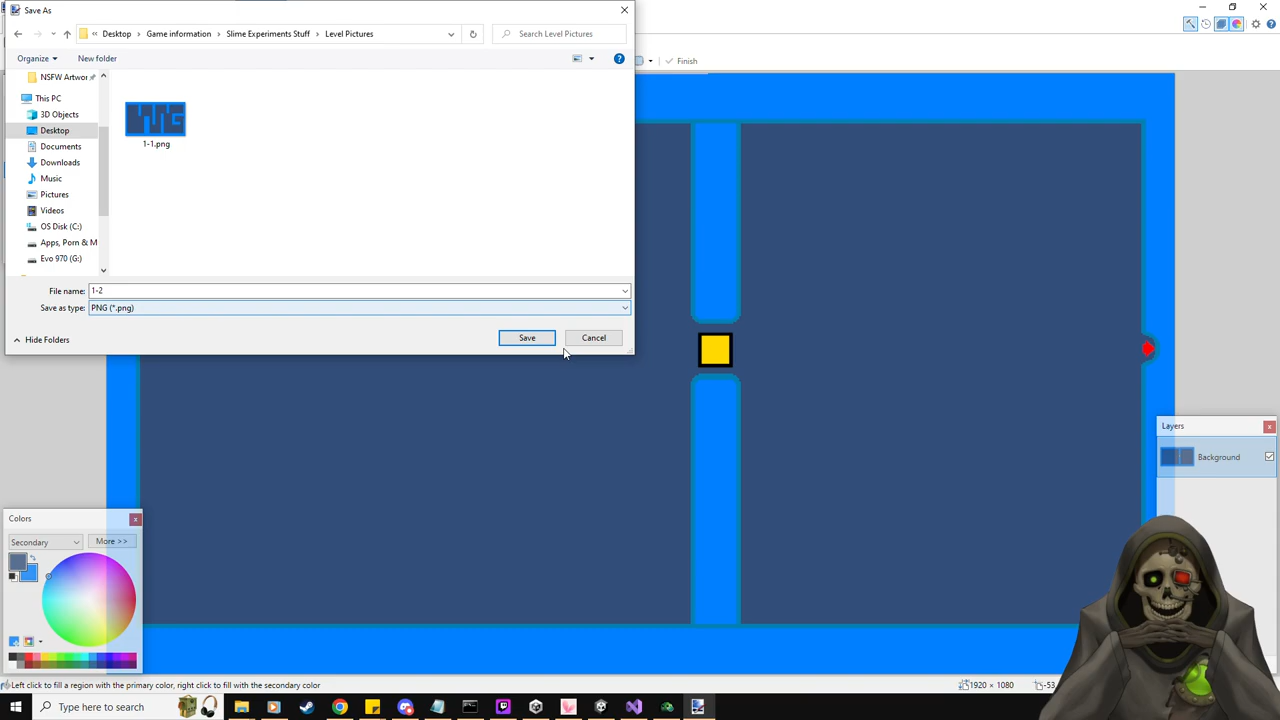 Save As
« Desktop > Game information > Slime Experiments Stuff > Level Pictures
Search Level Pictures
Organize
New folder
Finish
NSFW Artwor
This PC
3D Objects
Desktop
Documents
Downloads
Music
Pictures
Videos
OS Disk (C:)
Apps, Porn & M
Evo 970 (G:)
1-1.png
File name: 1-2
Save as type: PNG (*.png)
Hide Folders
Save
Cancel
Layers
Background
Colors
Secondary
More >>
Left click to fill a region with the primary color, right click to fill with the secondary color
1920 × 1080
Type here to search